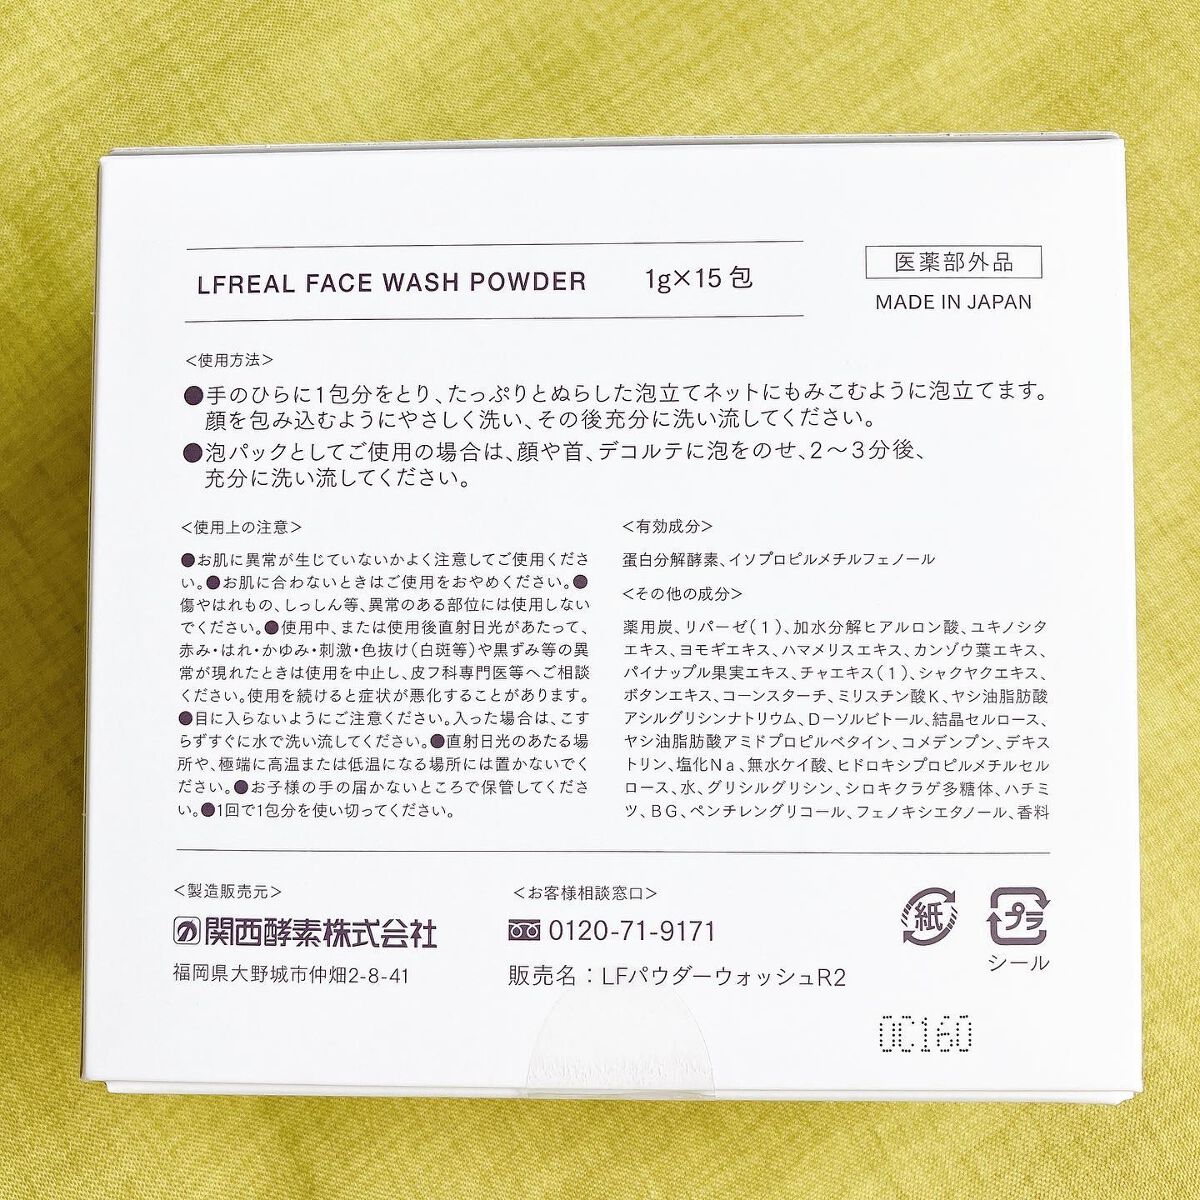 LFREAL FACE WASH POWDER 1g×15包
医薬部外品
MADE IN JAPAN
<使用方法>
●手のひらに1包分をとり、たっぷりとぬらした泡立てネットにもみこむように泡立てます。
顔を包み込むようにやさしく洗い、その後充分に洗い流してください。
●泡パックとしてご使用の場合は、顔や首、デコルテに泡をのせ、2〜3分後、
充分に洗い流してください。
<使用上の注意>
●お肌に異常が生じていないかよく注意してご使用くださ
い。●お肌に合わないときはご使用をおやめください。●
傷やはれもの、しっしん等、異常のある部位には使用しない
でください。●使用中、または使用後直射日光があたって、
赤み・はれ・かゆみ・刺激・色抜け(白斑等)や黒ずみ等の異
常が現れたときは使用を中止し、皮フ科専門医等へご相談
ください。使用を続けると症状が悪化することがあります。
●目に入らないようにご注意ください。入った場合は、こす
らずすぐに水で洗い流してください。●直射日光のあたる場
所や、極端に高温または低温になる場所には置かないでく
ださい。●お子様の手の届かないところで保管してくださ
い。●1回で1包分を使い切ってください。
<有効成分>
蛋白分解酵素、イソプロピルメチルフェノール
<その他の成分>
薬用炭、リパーゼ(1)、加水分解ヒアルロン酸、ユキノシタ
エキス、ヨモギエキス、ハマメリスエキス、カンゾウ葉エキス、
パイナップル果実エキス、チャエキス(1)、シャクヤクエキス、
ボタンエキス、コーンスターチ、ミリスチン酸K、ヤシ油脂肪酸
アシルグリシンナトリウム、D−ソルビトール、結晶セルロース、
ヤシ油脂肪酸アミドプロピルベタイン、コメデンプン、デキス
トリン、塩化Na、無水ケイ酸、ヒドロキシプロピルメチルセル
ロース、水、グリシルグリシン、シロキクラゲ多糖体、ハチミ
ツ、BG、ペンチレングリコール、フェノキシエタノール、香料
<製造販売元>
関西酵素株式会社
福岡県大野城市仲畑2-8-41
<お客様相談窓口>
0120-71-9171
販売名：LFパウダーウォッシュR2
紙
プラ
シール
0C160